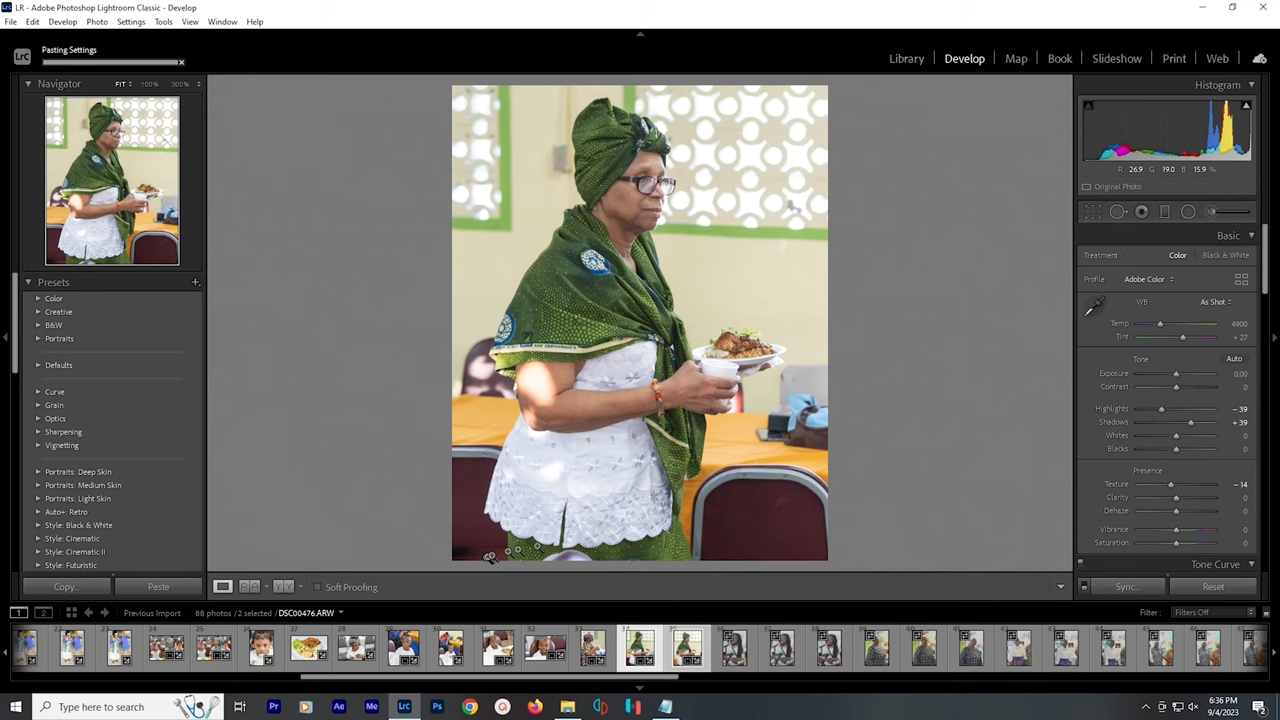 LR - Adobe Photoshop Lightroom Classic - Develop
File Edit Develop Photo Settings Tools View Window Help
LrC Pasting Settings
Library Develop Map Book Slideshow Print Web
Navigator FIT 100% 300%
Histogram
R 26.9 G 19.0 B 15.9 %
Original Photo
Basic
Treatment : Color Black & White
Profile : Adobe Color
WB : As Shot
Temp 4900
Tint + 27
Tone Auto
Exposure 0.00
Contrast 0
Highlights – 39
Shadows + 39
Whites 0
Blacks 0
Presence
Texture – 14
Clarity 0
Dehaze 0
Vibrance 0
Saturation 0
Tone Curve
Sync... Reset
Presets
Color
Creative
B&W
Portraits
Defaults
Curve
Grain
Optics
Sharpening
Vignetting
Portraits: Deep Skin
Portraits: Medium Skin
Portraits: Light Skin
Auto+: Retro
Style: Black & White
Style: Cinematic
Style: Cinematic II
Style: Futuristic
Copy... Paste
Soft Proofing
1 2 Previous Import 88 photos / 2 selected / DSC00476.ARW Filter : Filters Off
Type here to search
Pr Ae Me LrC Ps
6:36 PM
9/4/2023